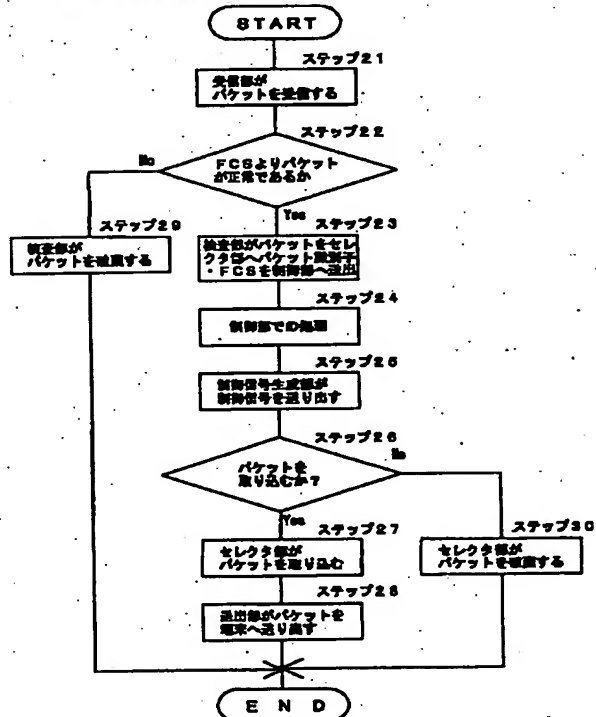 START
ステップ21
受信部が
パケットを受信する
ステップ22
No
FCSよりパケット
が正常であるか
Yes
ステップ29
検査部が
パケットを破棄する
ステップ23
検査部がパケットをセレ
クタ部へパケット識別子
・FCSを制御部へ送出
ステップ24
制御部での処理
ステップ25
制御信号生成部が
制御信号を送り出す
ステップ26
No
パケットを
取り込むか?
Yes
ステップ27
セレクタ部が
パケットを取り込む
ステップ30
セレクタ部が
パケットを破棄する
ステップ28
送出部がパケットを
端末へ送り出す
END